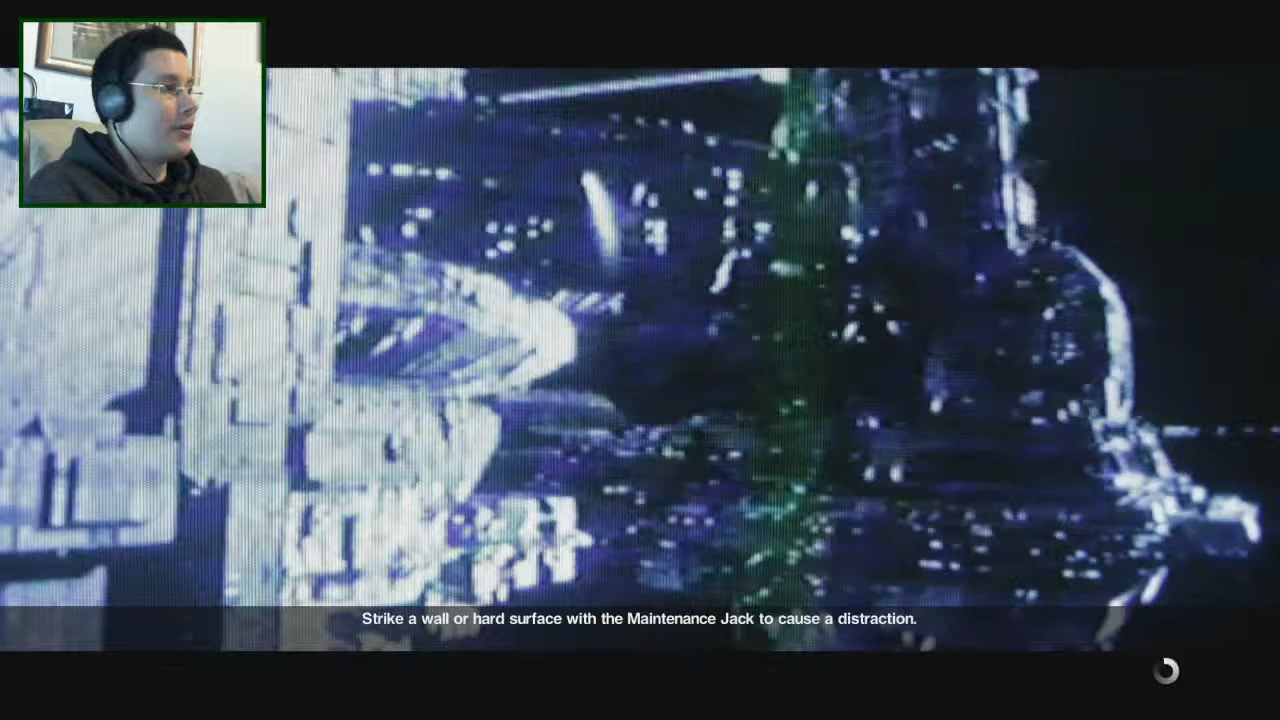 Strike a wall or hard surface with the Maintenance Jack to cause a distraction.